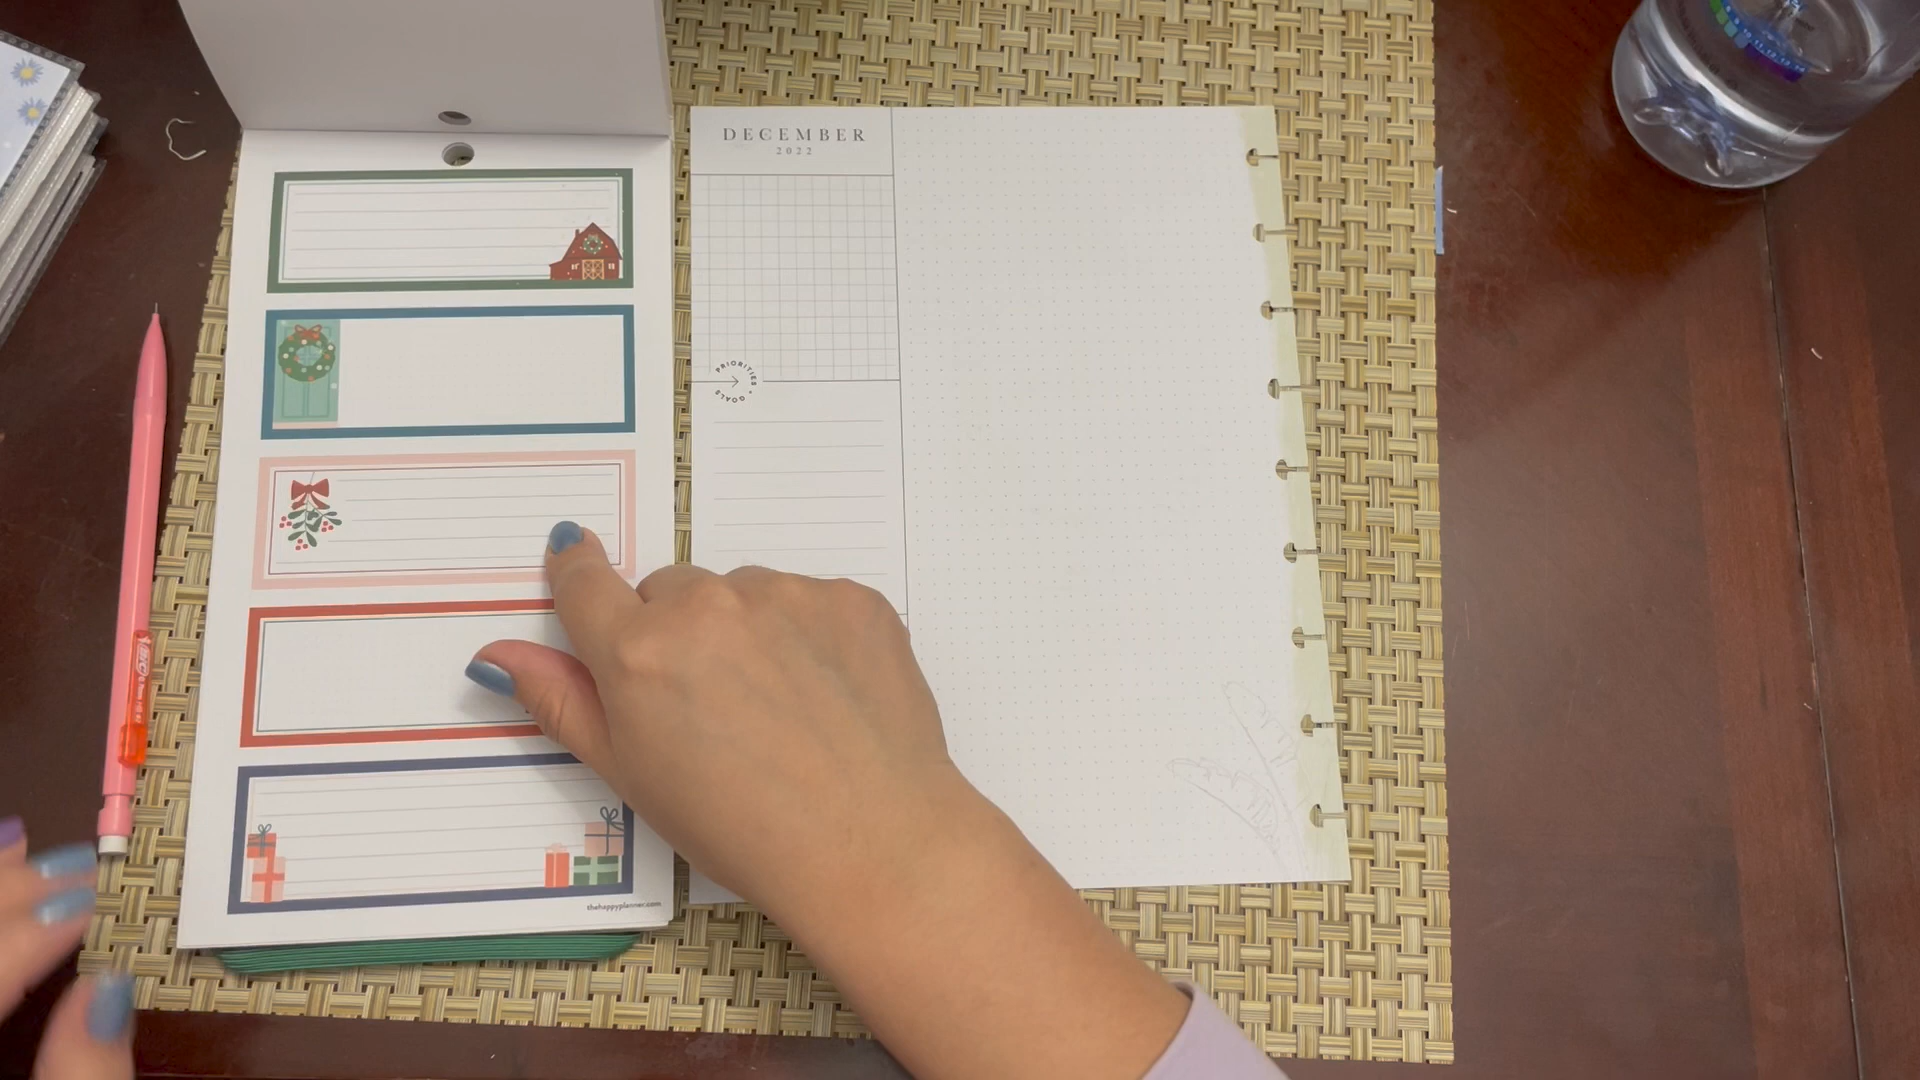 DECEMBER
2022
PRIORITIES • GOALS
BIC
thehappyplanner.com